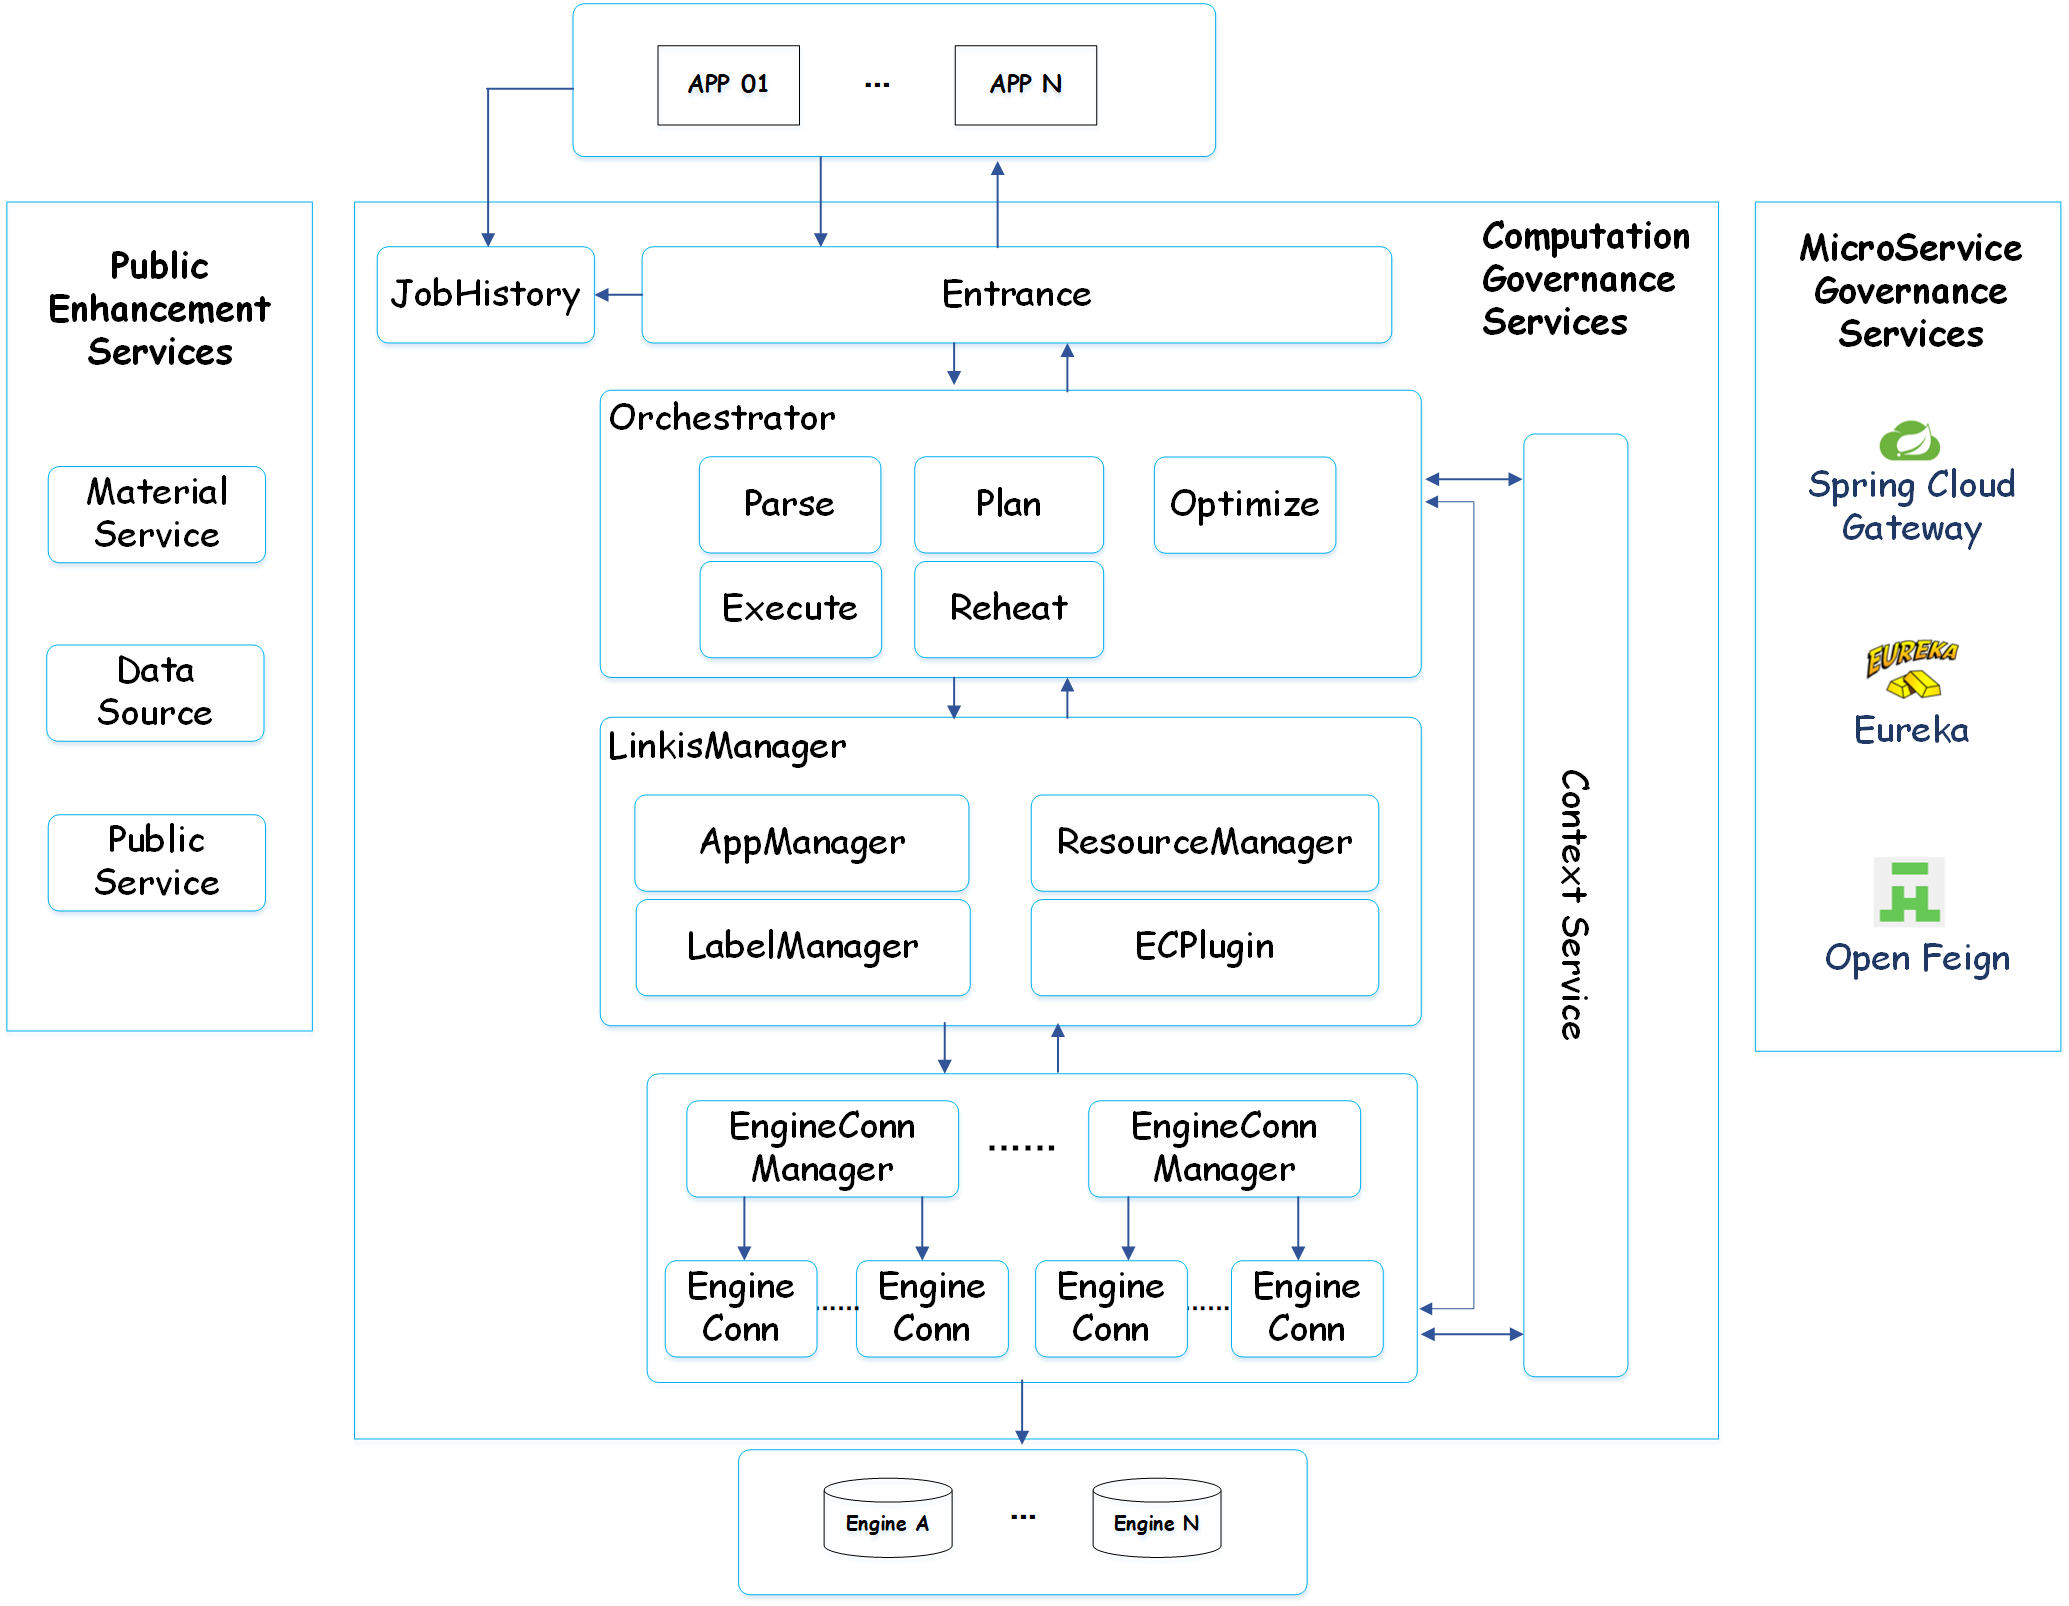 APP 01
...
APP N
Public
Enhancement
Services
Material
Service
Data
Source
Public
Service
Computation
Governance
Services
JobHistory
Entrance
Orchestrator
Parse
Plan
Optimize
Execute
Reheat
LinkisManager
AppManager
ResourceManager
LabelManager
ECPlugin
EngineConn
Manager
......
EngineConn
Manager
Engine
Conn
......
Engine
Conn
Engine
Conn
......
Engine
Conn
Context Service
Engine A
...
Engine N
MicroService
Governance
Services
Spring Cloud
Gateway
EUREKA
Eureka
Open Feign